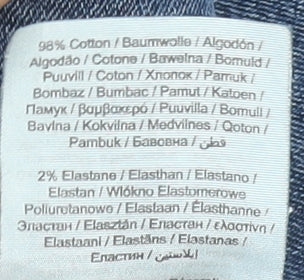 98% Cotton / Baumwolle / Algodón /
Algodão / Cotone / Bawełna / Bomuld /
Puuvill / Coton / Хлопок / Pamuk /
Bombaz / Bumbac / Pamut / Katoen /
Памук / βαμβακερό / Puuvilla / Bomull /
Bavlna / Kokvilna / Medvilnės / Qoton /
Pambuk / Бавовна / قطن /
2% Elastane / Elasthan / Elastano /
Elastan / Włókno Elastomerowe
Poliuretanowe / Elastaan / Élasthanne /
Эластан / Elasztán / Еластан / ελαστίνη /
Elastaani / Elastāns / Elastanas /
Еластин / إيلاستين /